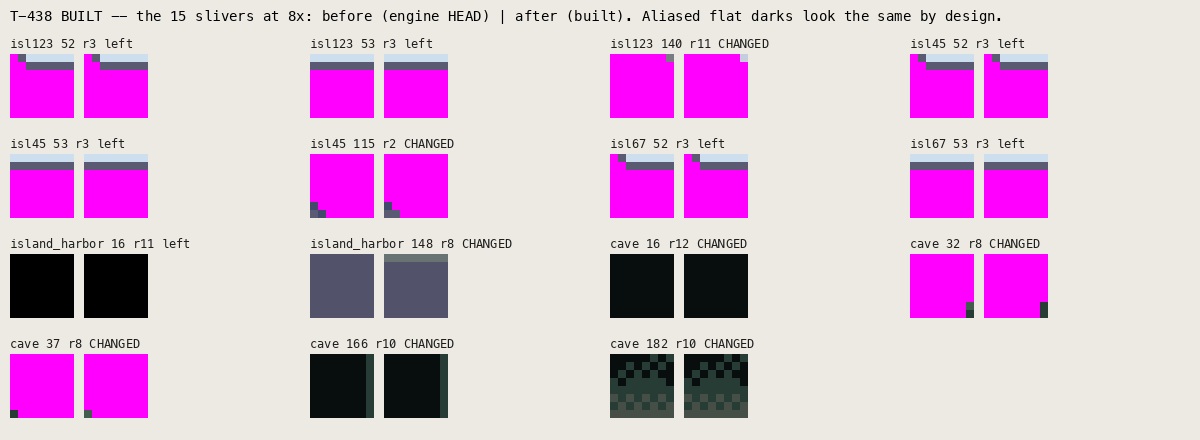 T-438 BUILT —— the 15 slivers at 8x: before (engine HEAD) | after (built). Aliased flat darks look the same by design.
isl123 52 r3 left
isl123 53 r3 left
isl123 140 r11 CHANGED
isl45 52 r3 left
isl45 53 r3 left
isl45 115 r2 CHANGED
isl67 52 r3 left
isl67 53 r3 left
island_harbor 16 r11 left
island_harbor 148 r8 CHANGED
cave 16 r12 CHANGED
cave 32 r8 CHANGED
cave 37 r8 CHANGED
cave 166 r10 CHANGED
cave 182 r10 CHANGED